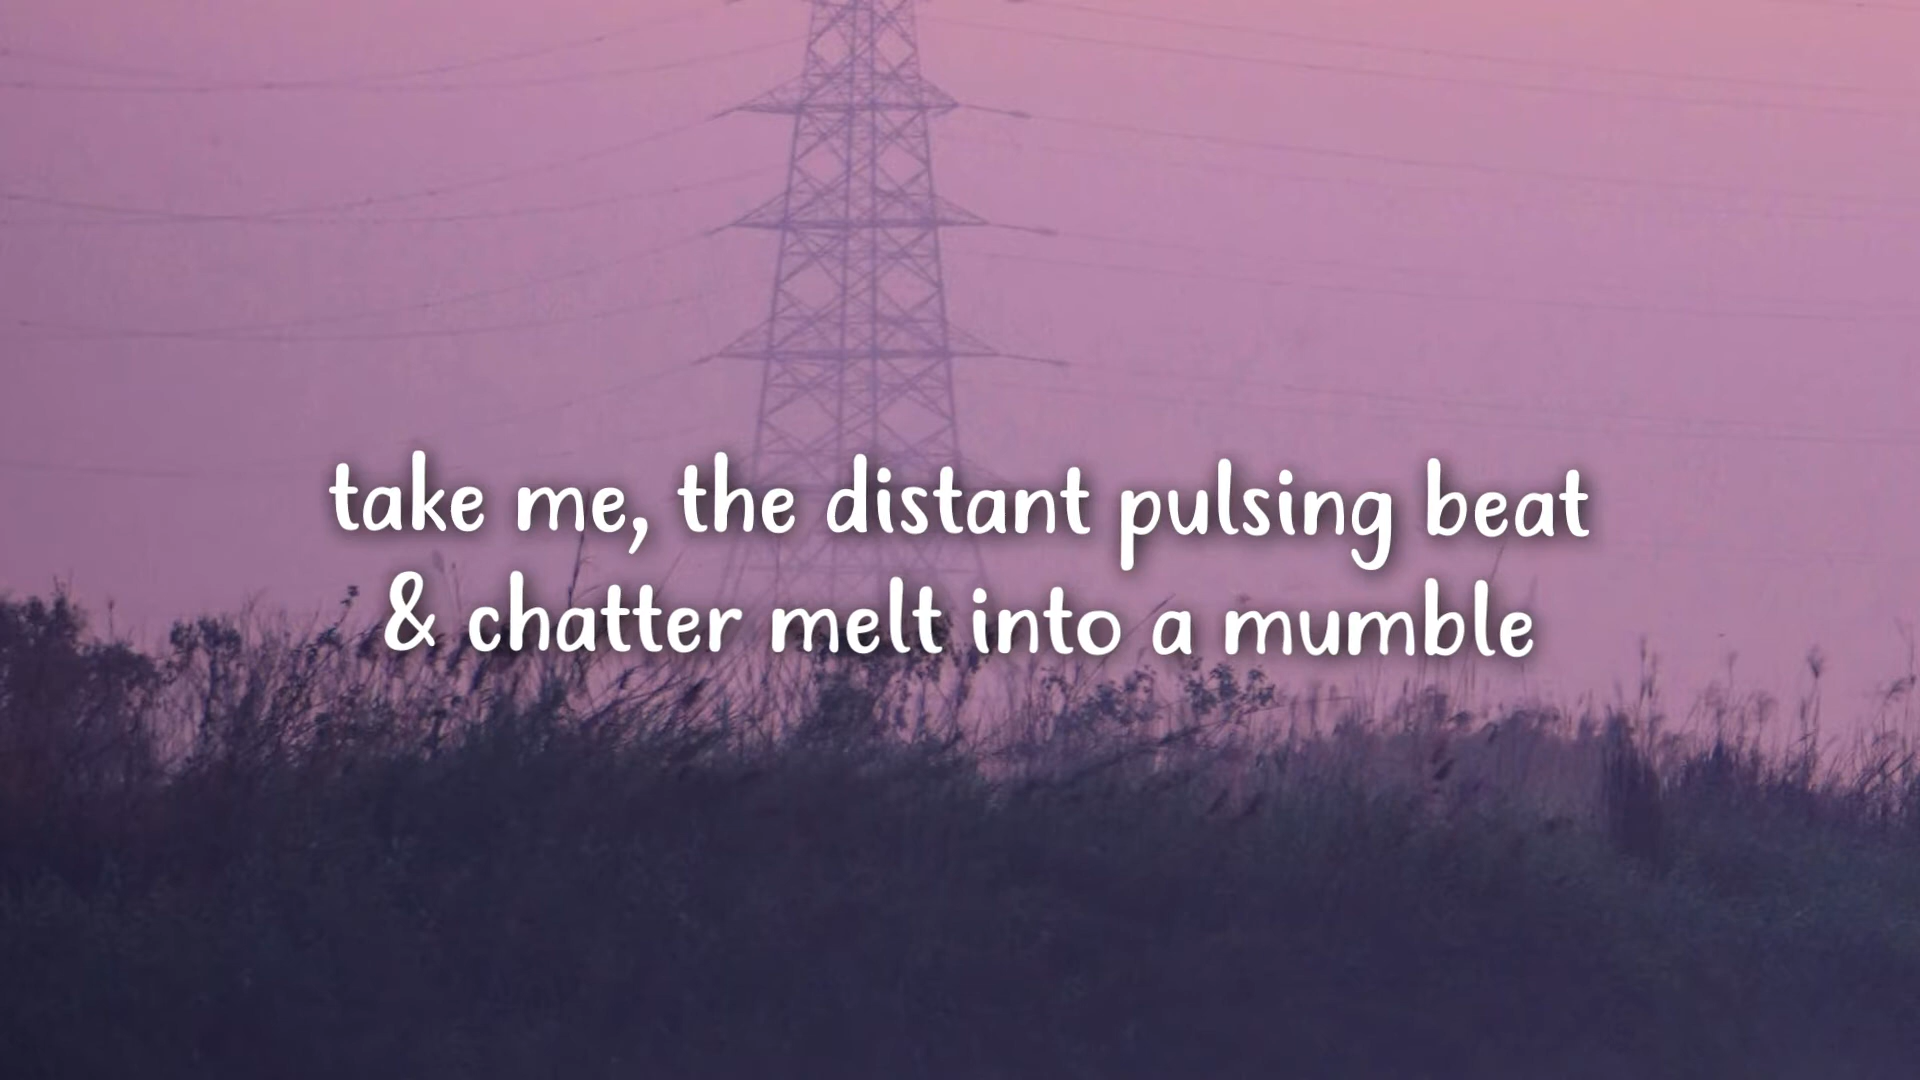 take me, the distant pulsing beat
& chatter melt into a mumble